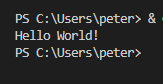 PS C:\Users\peter> &
Hello World!
PS C:\Users\peter>